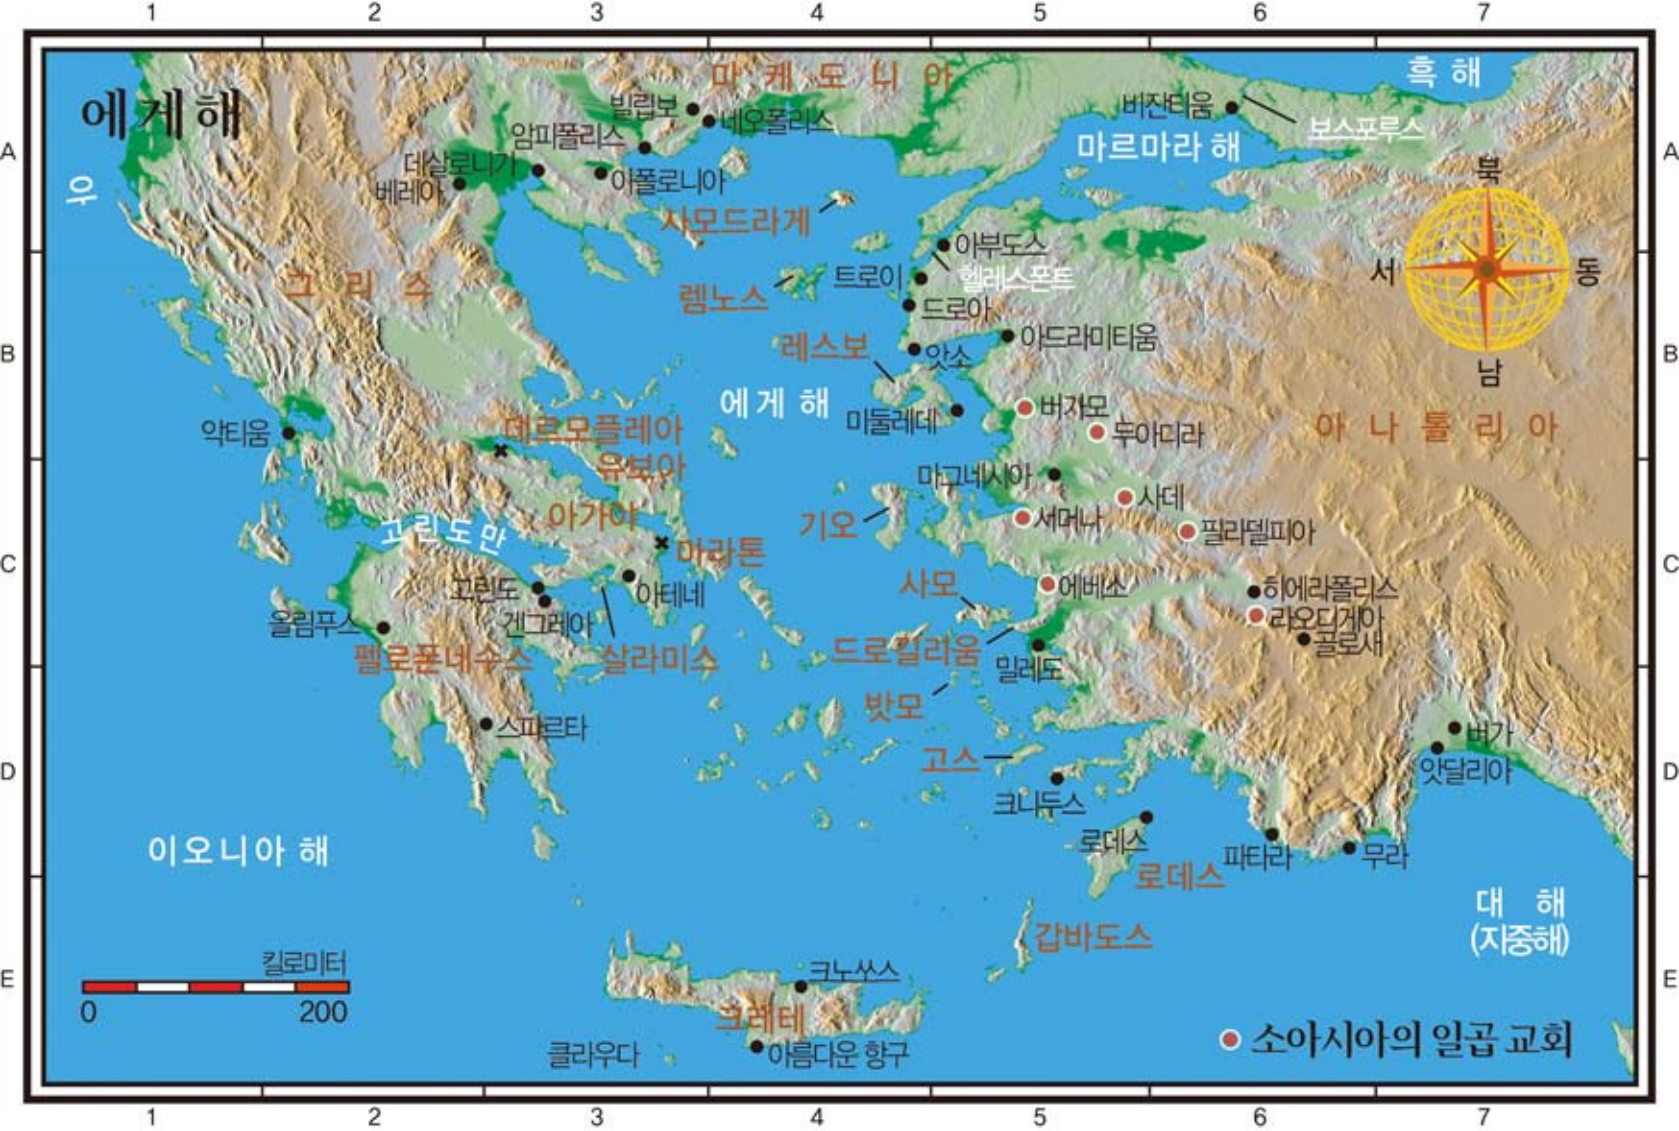 1 2 3 4 5 6 7
에게해
마케도니아
흑해
빌립보
네오폴리스
비잔티움
보스포루스
암피폴리스
마르마라 해
A
A
데살로니가
베레아
아폴로니아
북
아
사모드라게
아부도스
헬레스폰트
트로이
서
동
그리스
렘노스
드로아
아드라미티움
B
B
레스보
앗소
남
에게 해
미둘레네
버가모
두아디라
아나톨리아
악티움
데르모플레아
유보아
마그네시아
사데
아가야
기오
서머나
필라델피아
고린도만
마라톤
C
C
고린도
아테네
사모
에베소
히에라폴리스
라오디게아
골로새
올림푸스
겐그레아
펠로폰네수스
살라미스
드로길리움
밀레도
밧모
스파르타
버가
앗달리아
고스
D
D
크니두스
이오니아 해
로데스
로데스
파타라
무라
대 해
(지중해)
갑바도스
킬로미터
0 200
E
E
크노쏘스
크레테
클라우다
아름다운 항구
소아시아의 일곱 교회
1 2 3 4 5 6 7